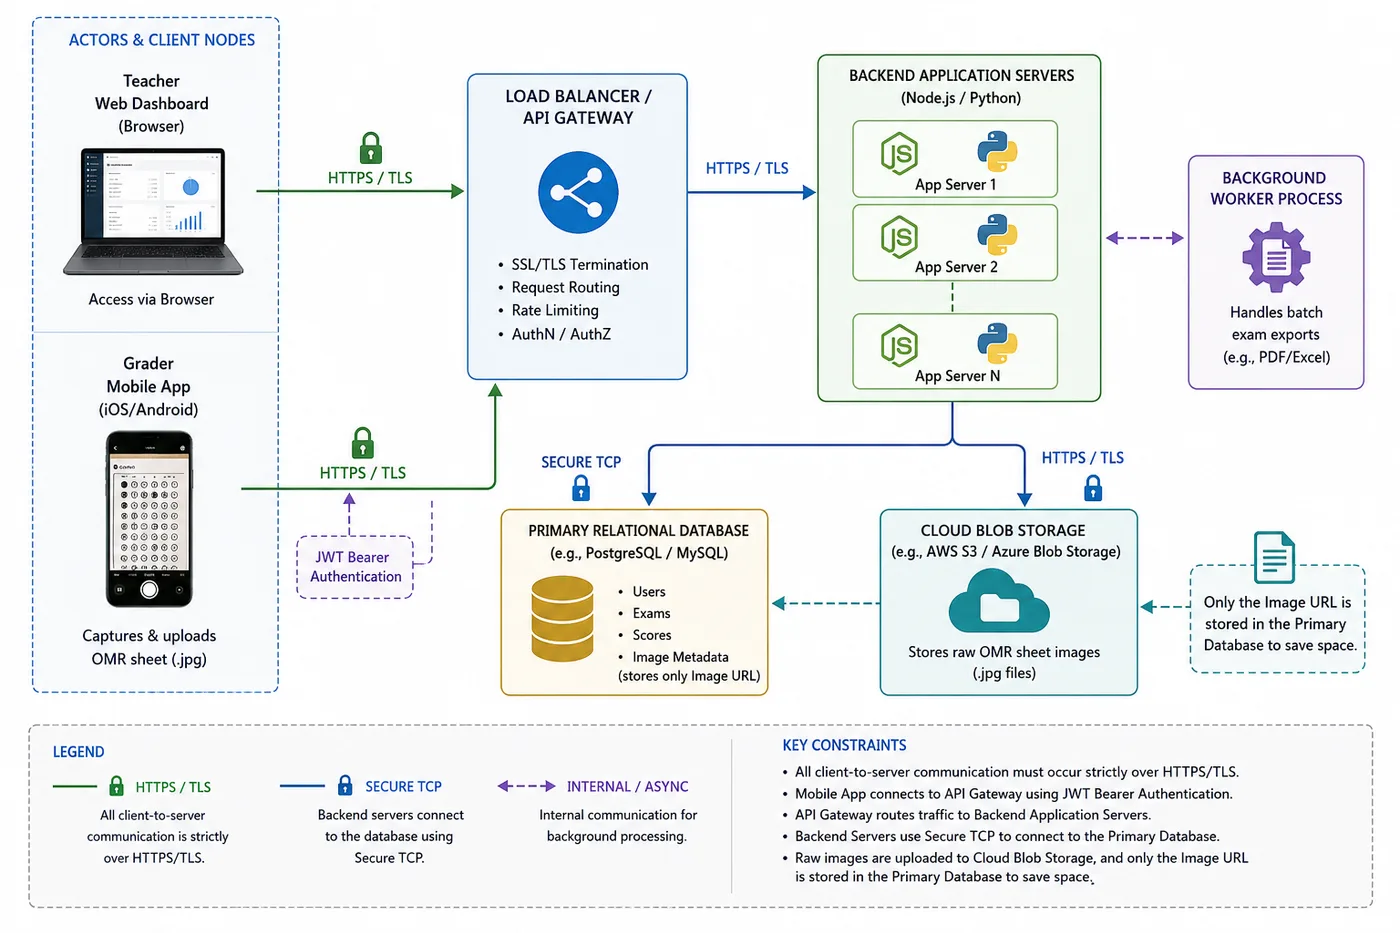 ACTORS & CLIENT NODES
Teacher
Web Dashboard
(Browser)
Access via Browser
Grader
Mobile App
(iOS/Android)
Captures & uploads
OMR sheet (.jpg)
HTTPS / TLS
HTTPS / TLS
JWT Bearer
Authentication
LOAD BALANCER /
API GATEWAY
• SSL/TLS Termination
• Request Routing
• Rate Limiting
• AuthN / AuthZ
HTTPS / TLS
BACKEND APPLICATION SERVERS
(Node.js / Python)
JS
App Server 1
JS
App Server 2
JS
App Server N
BACKGROUND
WORKER PROCESS
Handles batch
exam exports
(e.g., PDF/Excel)
SECURE TCP
HTTPS / TLS
PRIMARY RELATIONAL DATABASE
(e.g., PostgreSQL / MySQL)
• Users
• Exams
• Scores
• Image Metadata
(stores only Image URL)
CLOUD BLOB STORAGE
(e.g., AWS S3 / Azure Blob Storage)
Stores raw OMR sheet images
(.jpg files)
Only the Image URL is
stored in the Primary
Database to save space.
LEGEND
HTTPS / TLS
All client-to-server
communication is strictly
over HTTPS/TLS.
SECURE TCP
Backend servers connect
to the database using
Secure TCP.
INTERNAL / ASYNC
Internal communication for
background processing.
KEY CONSTRAINTS
• All client-to-server communication must occur strictly over HTTPS/TLS.
• Mobile App connects to API Gateway using JWT Bearer Authentication.
• API Gateway routes traffic to Backend Application Servers.
• Backend Servers use Secure TCP to connect to the Primary Database.
• Raw images are uploaded to Cloud Blob Storage, and only the Image URL
is stored in the Primary Database to save space.